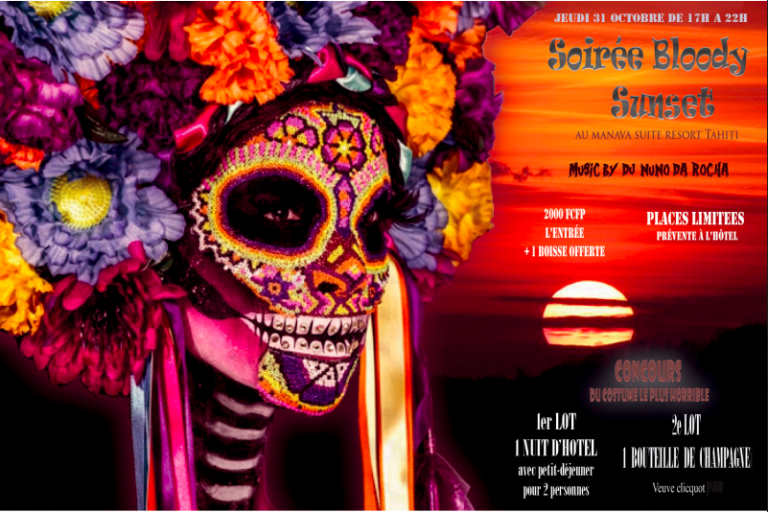 JEUDI 31 OCTOBRE DE 17H A 22H
Soirée Bloody
Sunset
AU MANAVA SUITE RESORT TAHITI
MUSIC BY DJ NUNO DA ROCHA
2000 FCFP
L'ENTRÉE
+ 1 BOISSE OFFERTE
PLACES LIMITEES
PRÉVENTE À L'HÔTEL
CONCOURS
DU COSTUME LE PLUS HORRIBLE
1er LOT
1 NUIT D'HOTEL
avec petit-déjeuner
pour 2 personnes
2e LOT
1 BOUTEILLE DE CHAMPAGNE
Veuve clicquot